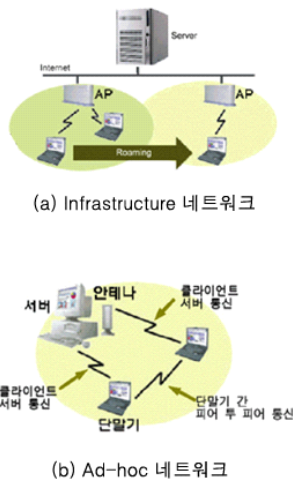 Server
Internet
AP
AP
Roaming
(a) Infrastructure 네트워크
클라이언트
서버 통신
안테나
서버
클라이언트
서버 통신
단말기 간
피어 투 피어 통신
단말기
(b) Ad-hoc 네트워크